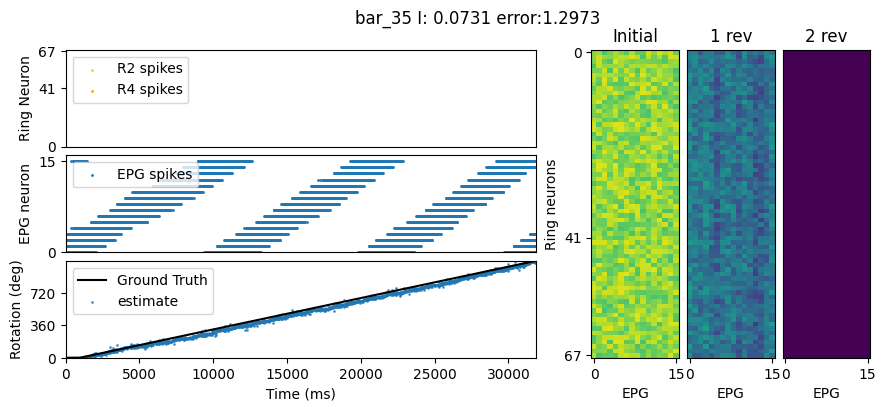 bar_35 l: 0.0731 error:1.2973
Initial
1 rev
2 rev
Ring Neuron
67
41
0
R2 spikes
R4 spikes
EPG neuron
15
0
EPG spikes
Rotation (deg)
720
360
0
Ground Truth
estimate
0
5000
10000
15000
20000
25000
30000
Time (ms)
Ring neurons
0
41
67
0
15
0
15
0
15
EPG
EPG
EPG